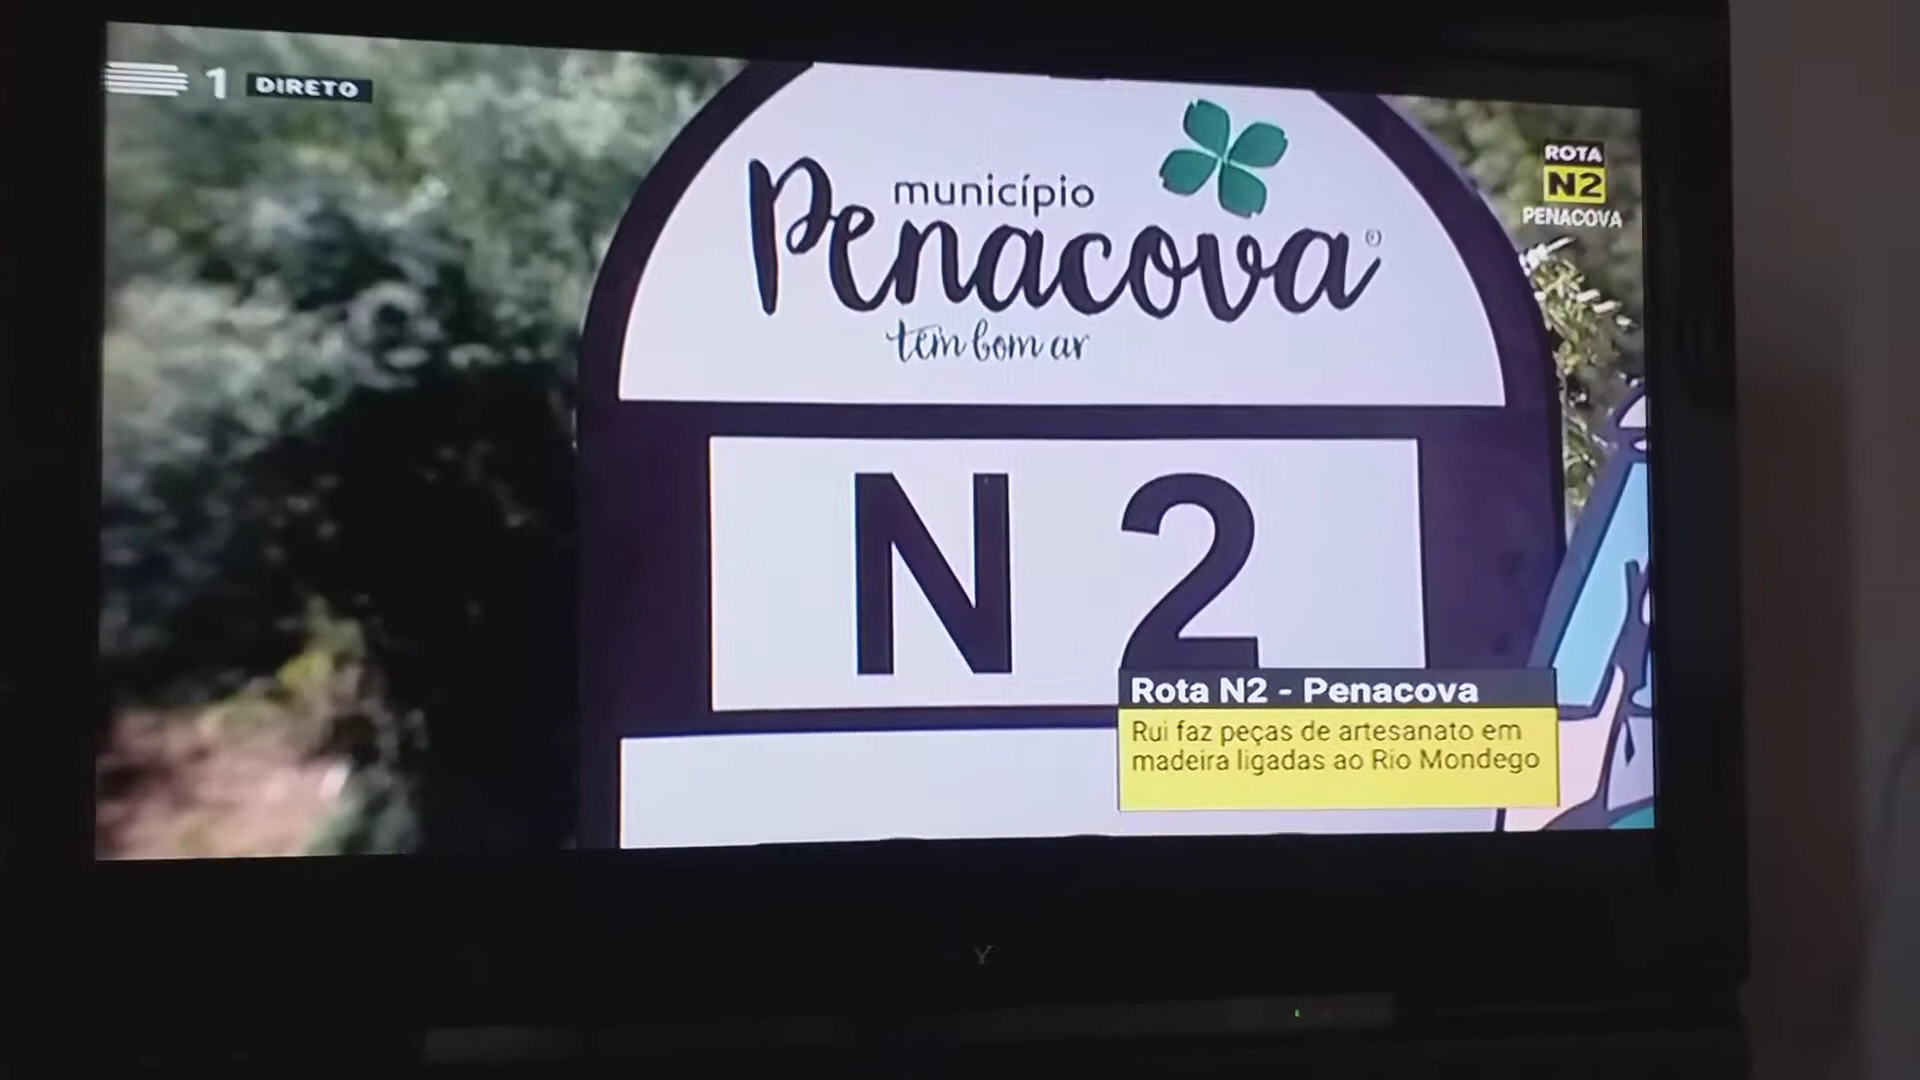 1 DIRETO
ROTA
N2
PENACOVA
município
Penacova
tem bom ar
N 2
Rota N2 - Penacova
Rui faz peças de artesanato em
madeira ligadas ao Rio Mondego